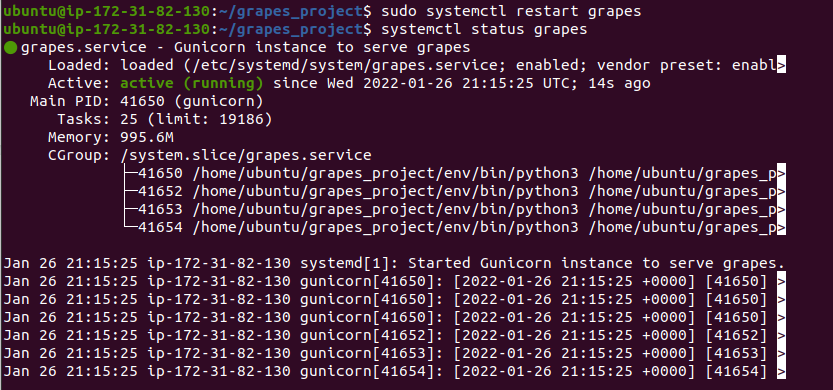 ubuntu@ip-172-31-82-130:~/grapes_project$ sudo systemctl restart grapes
ubuntu@ip-172-31-82-130:~/grapes_project$ systemctl status grapes
● grapes.service - Gunicorn instance to serve grapes
     Loaded: loaded (/etc/systemd/system/grapes.service; enabled; vendor preset: enabl>
     Active: active (running) since Wed 2022-01-26 21:15:25 UTC; 14s ago
   Main PID: 41650 (gunicorn)
      Tasks: 25 (limit: 19186)
     Memory: 995.6M
     CGroup: /system.slice/grapes.service
             ├─41650 /home/ubuntu/grapes_project/env/bin/python3 /home/ubuntu/grapes_p>
             ├─41652 /home/ubuntu/grapes_project/env/bin/python3 /home/ubuntu/grapes_p>
             ├─41653 /home/ubuntu/grapes_project/env/bin/python3 /home/ubuntu/grapes_p>
             └─41654 /home/ubuntu/grapes_project/env/bin/python3 /home/ubuntu/grapes_p>

Jan 26 21:15:25 ip-172-31-82-130 systemd[1]: Started Gunicorn instance to serve grapes.
Jan 26 21:15:25 ip-172-31-82-130 gunicorn[41650]: [2022-01-26 21:15:25 +0000] [41650] >
Jan 26 21:15:25 ip-172-31-82-130 gunicorn[41650]: [2022-01-26 21:15:25 +0000] [41650] >
Jan 26 21:15:25 ip-172-31-82-130 gunicorn[41650]: [2022-01-26 21:15:25 +0000] [41650] >
Jan 26 21:15:25 ip-172-31-82-130 gunicorn[41652]: [2022-01-26 21:15:25 +0000] [41652] >
Jan 26 21:15:25 ip-172-31-82-130 gunicorn[41653]: [2022-01-26 21:15:25 +0000] [41653] >
Jan 26 21:15:25 ip-172-31-82-130 gunicorn[41654]: [2022-01-26 21:15:25 +0000] [41654] >